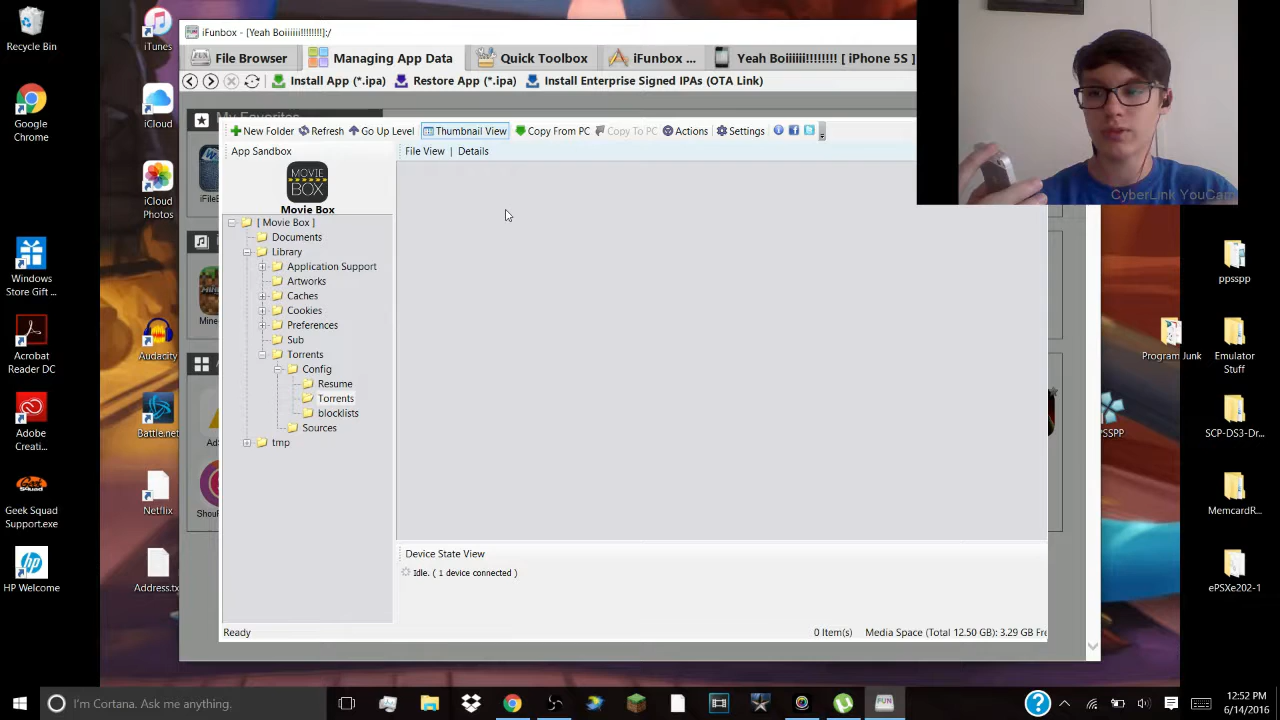 Recycle Bin
iTunes
iFunbox - [Yeah Boiiiiii!!!!!!!!]:/
File Browser
Managing App Data
Quick Toolbox
iFunbox ...
Yeah Boiiiiii!!!!!!!! [ iPhone 5S ]
Install App (*.ipa)
Restore App (*.ipa)
Install Enterprise Signed IPAs (OTA Link)
New Folder
Refresh
Go Up Level
Thumbnail View
Copy From PC
Copy To PC
Actions
Settings
App Sandbox
File View | Details
MOVIE
BOX
Movie Box
[ Movie Box ]
Documents
Library
Application Support
Artworks
Caches
Cookies
Preferences
Sub
Torrents
Config
Resume
Torrents
blocklists
Sources
tmp
Device State View
Idle. ( 1 device connected )
Ready
0 Item(s)
Media Space (Total 12.50 GB): 3.29 GB Fre
CyberLink YouCam
Google
Chrome
iCloud
iCloud
Photos
Windows
Store Gift ...
Acrobat
Reader DC
Audacity
Adobe
Creati...
Battle.net
Geek Squad
Support.exe
Netflix
HP Welcome
Address.tx
ppsspp
Program Junk
Emulator
Stuff
SCP-DS3-Dr...
MemcardR...
ePSXe202-1
I'm Cortana. Ask me anything.
FUN
12:52 PM
6/14/2016